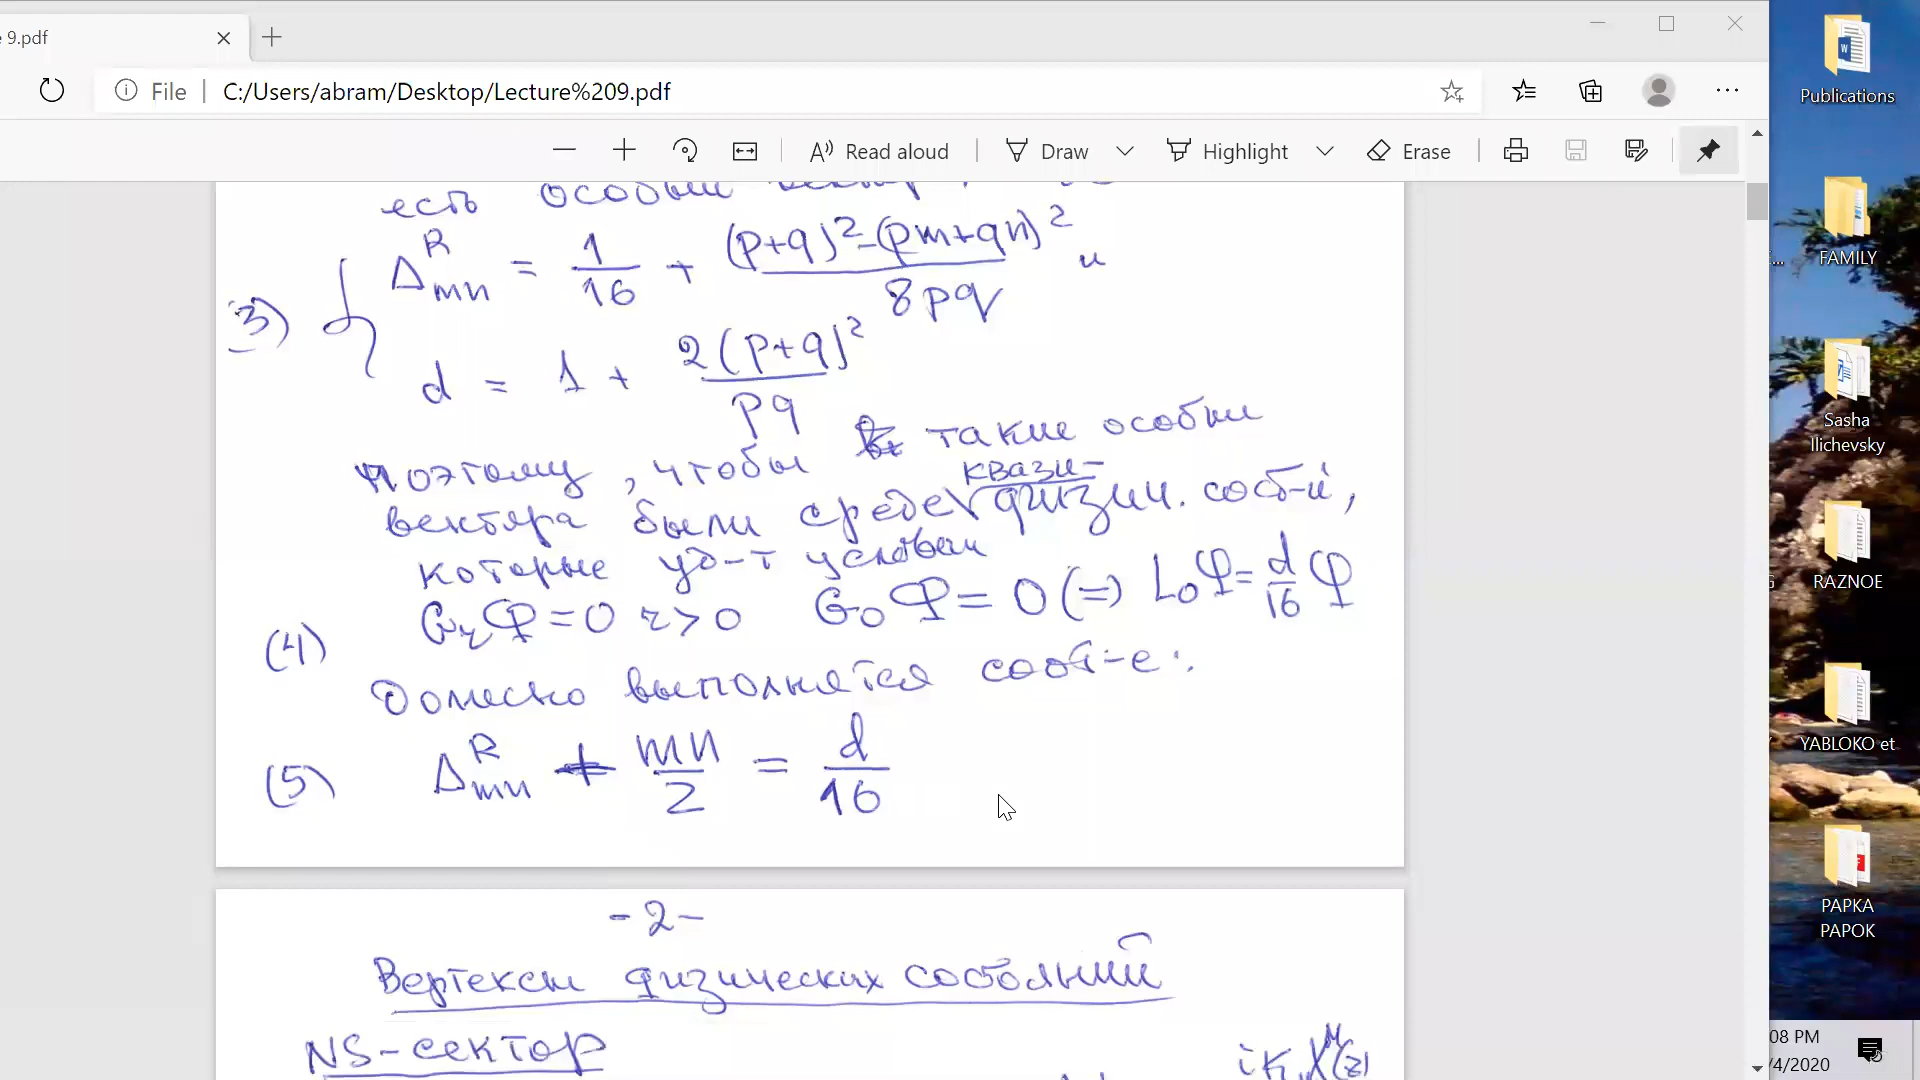 9.pdf
File
C:/Users/abram/Desktop/Lecture%209.pdf
Read aloud
Draw
Highlight
Erase
есть особый
(3) Δ^R_mn = 1/16 + ((p+q)² - (pm+qn)²)/8pq и
d = 1 + 2(p+q)²/pq
Поэтому, чтобы такие особые
вектора были среди квази-физич. сост-й,
которые уд-т условиям
(4) G_r Φ = 0 r > 0 G_0 Φ = 0 (=) L_0 Φ = d/16 Φ
Должно выполнятся соот-е:
(5) Δ^R_mn + mn/2 = d/16
- 2 -
Вертексы физических состояний
NS-сектор
iK_μX^μ(z)
Publications
FAMILY
Sasha
Ilichevsky
RAZNOE
YABLOKO et
PAPKA
PAPOK
08 PM
/4/2020